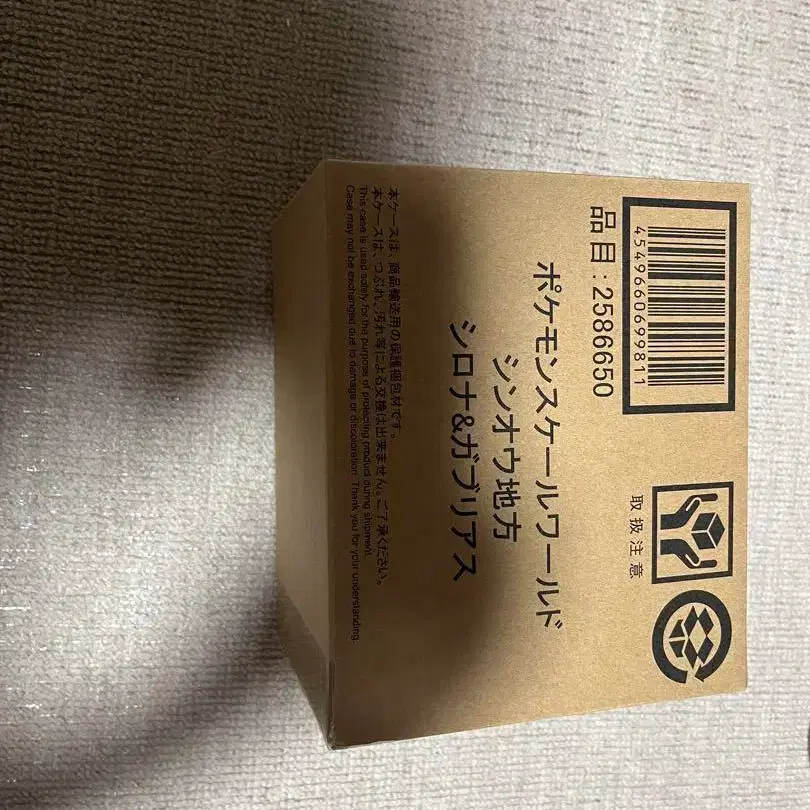 4549660699811
品目：2586650
取扱注意
ポケモンスケールワールド
シンオウ地方
シロナ&ガブリアス
本ケースは、商品輸送用の保護梱包材です。
本ケースは、つぶれ、汚れ等による交換は出来ません。ご了承ください。
This case is used solely for the purpose of protecting product during shipment.
Case may not be exchanged due to damage or discoloration. Thank you for your understanding.